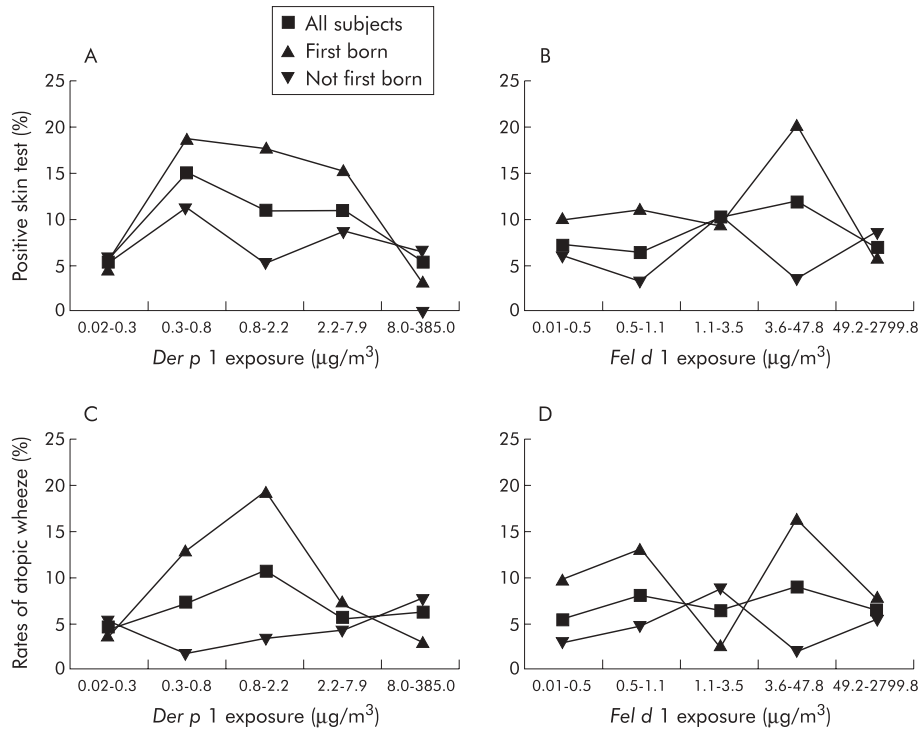 All subjects
First born
Not first born
A
B
Positive skin test (%)
25
20
15
10
5
0
0.02-0.3 0.3-0.8 0.8-2.2 2.2-7.9 8.0-385.0
Der p 1 exposure (μg/m³)
25
20
15
10
5
0
0.01-0.5 0.5-1.1 1.1-3.5 3.6-47.8 49.2-2799.8
Fel d 1 exposure (μg/m³)
C
D
Rates of atopic wheeze (%)
25
20
15
10
5
0
0.02-0.3 0.3-0.8 0.8-2.2 2.2-7.9 8.0-385.0
Der p 1 exposure (μg/m³)
25
20
15
10
5
0
0.01-0.5 0.5-1.1 1.1-3.5 3.6-47.8 49.2-2799.8
Fel d 1 exposure (μg/m³)